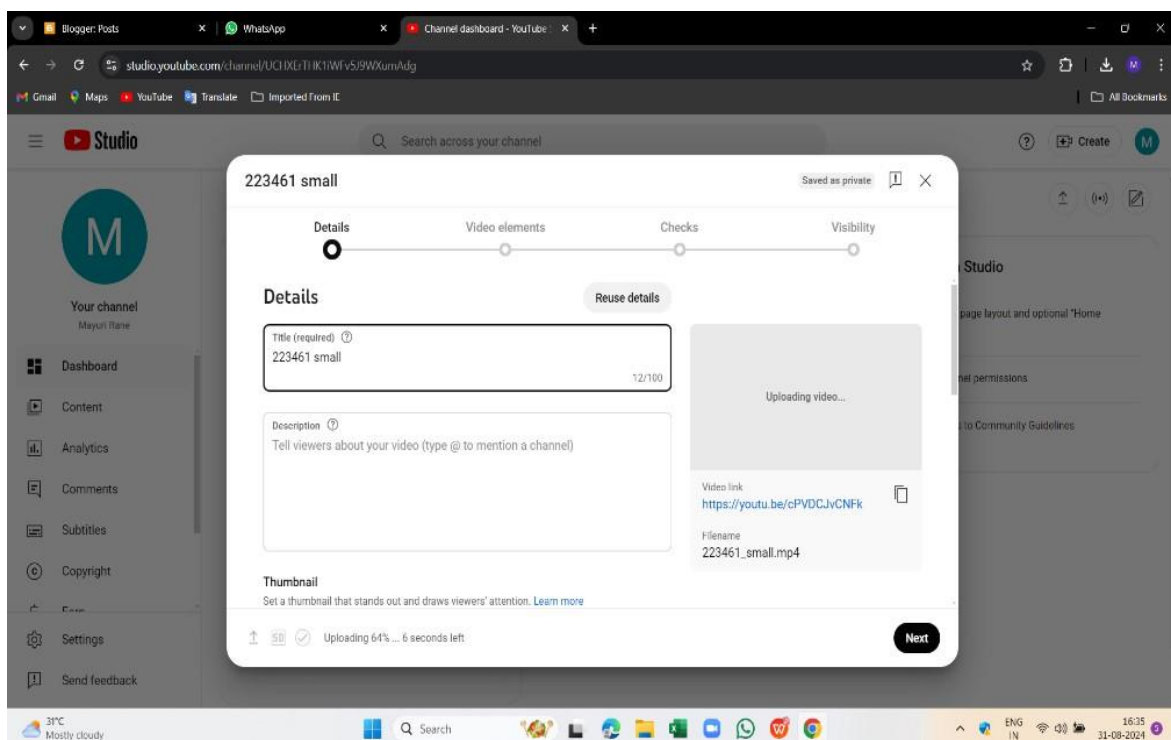 Blogger: Posts
WhatsApp
Channel dashboard - YouTube
studio.youtube.com/channel/
Gmail
Maps
YouTube
Translate
Imported From IE
All Bookmarks
Studio
Search across your channel
Create
M
M
Your channel
Mayuri Rane
Dashboard
Content
Analytics
Comments
Subtitles
Copyright
Earn
Settings
Send feedback
223461 small
Saved as private
Details
Video elements
Checks
Visibility
Details
Reuse details
Title (required)
223461 small
12/100
Description
Tell viewers about your video (type @ to mention a channel)
Uploading video...
Video link
https://youtu.be/cPVDCJvCNFk
Filename
223461_small.mp4
Thumbnail
Set a thumbnail that stands out and draws viewers' attention. Learn more
SD
Uploading 64% ... 6 seconds left
Next
Studio
page layout and optional "Home
permissions
to Community Guidelines
31°C
Mostly cloudy
Search
ENG
IN
16:35
31-08-2024